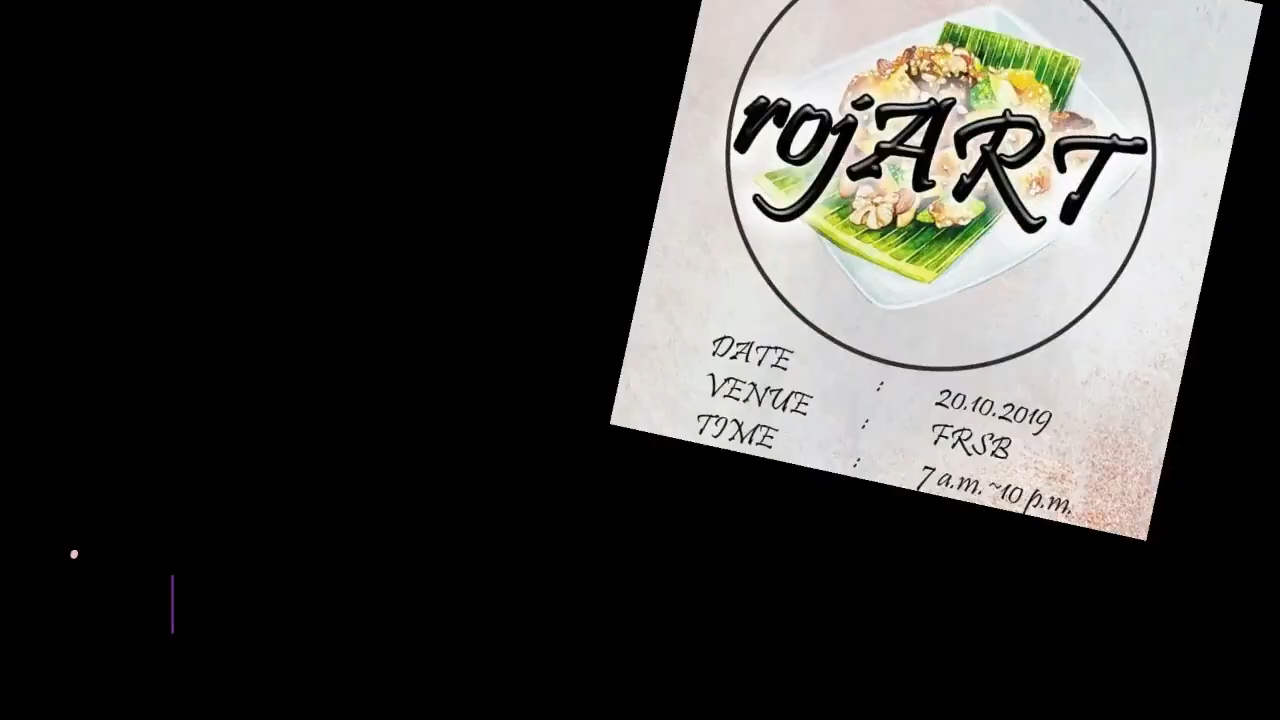 rojART
DATE : 20.10.2019
VENUE : FRSB
TIME : 7 a.m. ~10 p.m.